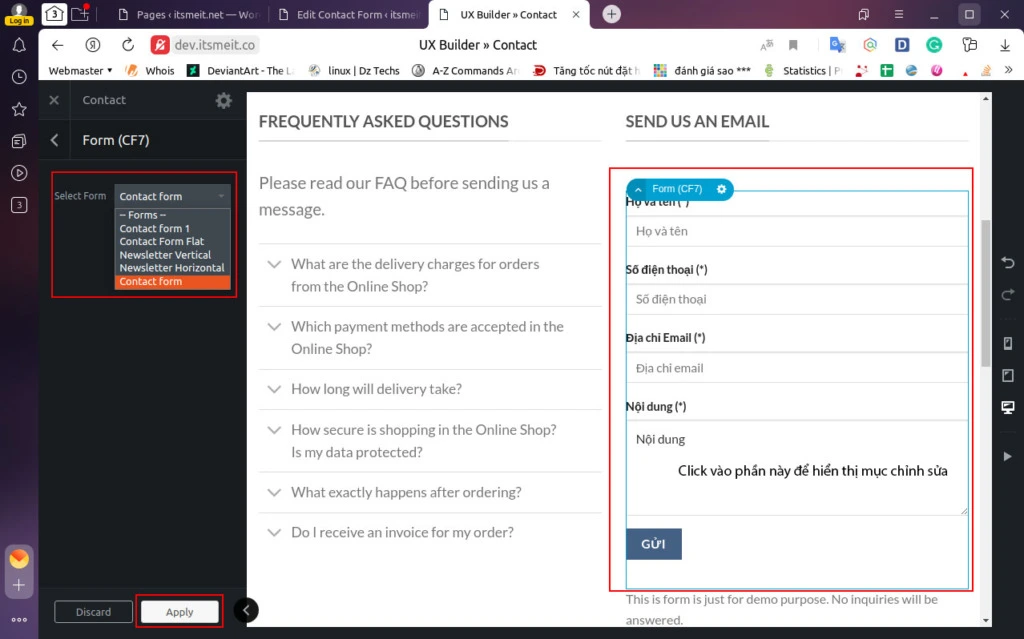 Log in
3
Pages ‹ itsmeit.net — Wor
Edit Contact Form ‹ itsmei
UX Builder » Contact
dev.itsmeit.co
UX Builder » Contact
Webmaster
Whois
DeviantArt - The La
linux | Dz Techs
A-Z Commands An
Tăng tốc nút đặt h
đánh giá sao ***
Statistics | P
Contact
Form (CF7)
3
Select Form
Contact form
-- Forms --
Contact form 1
Contact Form Flat
Newsletter Vertical
Newsletter Horizontal
Contact form
Discard
Apply
FREQUENTLY ASKED QUESTIONS
Please read our FAQ before sending us a
message.
What are the delivery charges for orders
from the Online Shop?
Which payment methods are accepted in the
Online Shop?
How long will delivery take?
How secure is shopping in the Online Shop?
Is my data protected?
What exactly happens after ordering?
Do I receive an invoice for my order?
SEND US AN EMAIL
Form (CF7)
Họ và tên (*)
Họ và tên
Số điện thoại (*)
Số điện thoại
Địa chỉ Email (*)
Địa chỉ email
Nội dung (*)
Nội dung
Click vào phần này để hiển thị mục chỉnh sửa
GỬI
This is form is just for demo purpose. No inquiries will be
answered.